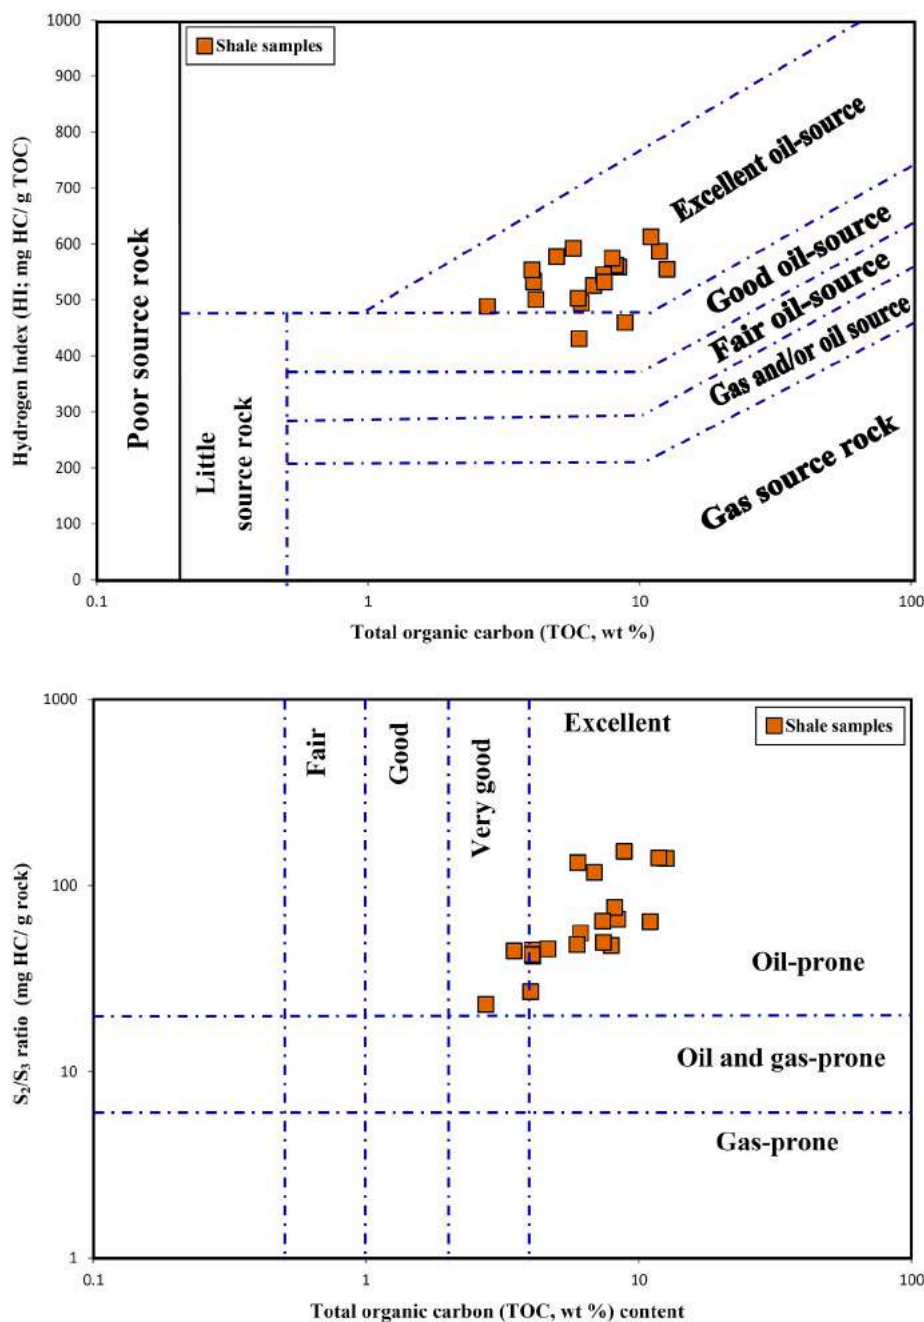 1000
900
800
700
600
500
400
300
200
100
0
Hydrogen Index (HI; mg HC/ g TOC)
Shale samples
Poor source rock
Little
source rock
Excellent oil-source
Good oil-source
Fair oil-source
Gas and/or oil source
Gas source rock
0.1
1
10
100
Total organic carbon (TOC, wt %)
1000
100
10
1
S₂/S₃ ratio (mg HC/ g rock)
Fair
Good
Very good
Excellent
Shale samples
Oil-prone
Oil and gas-prone
Gas-prone
0.1
1
10
100
Total organic carbon (TOC, wt %) content